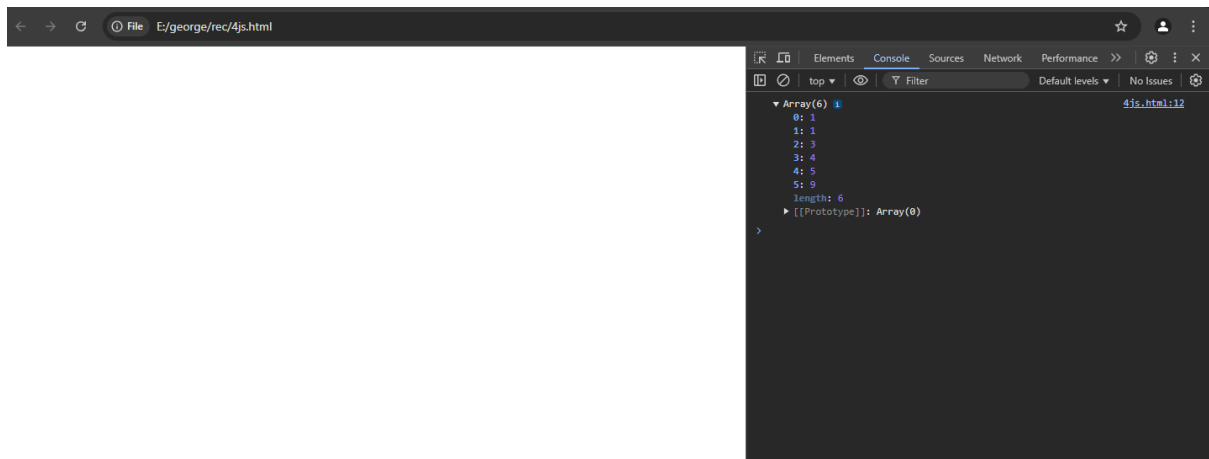 File E:/george/rec/4js.html
Elements Console Sources Network Performance
top Filter Default levels No Issues
Array(6) i 4js.html:12
0: 1
1: 1
2: 3
3: 4
4: 5
5: 9
length: 6
[[Prototype]]: Array(0)